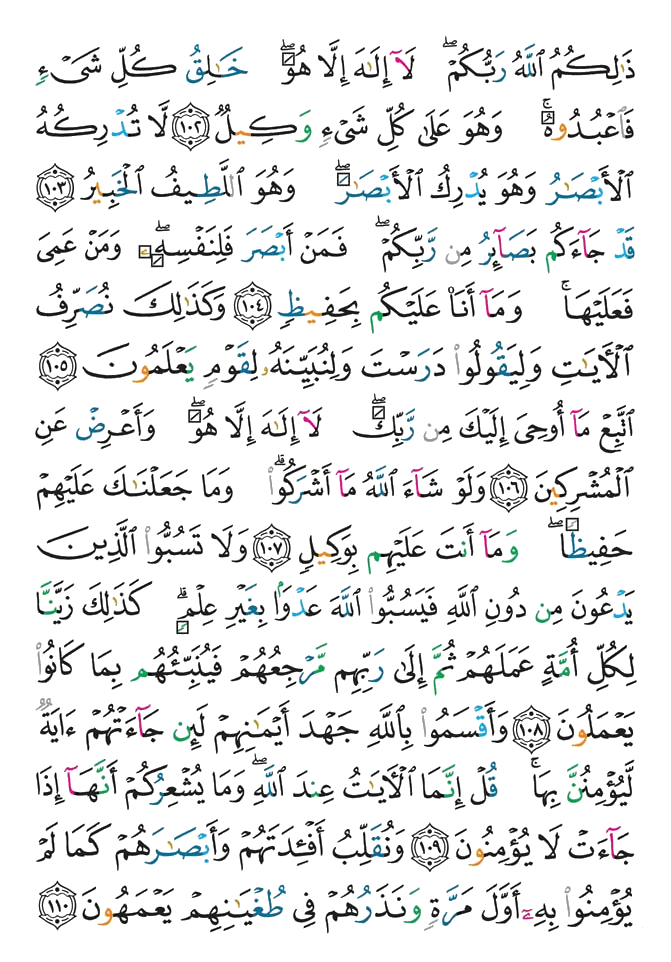 ذَٰلِكُمُ ٱللَّهُ رَبُّكُمۡۖ لَآ إِلَٰهَ إِلَّا هُوَۖ خَٰلِقُ كُلِّ شَيۡءٖ
فَٱعۡبُدُوهُۚ وَهُوَ عَلَىٰ كُلِّ شَيۡءٖ وَكِيلٞ ١٠٢ لَّا تُدۡرِكُهُ
ٱلۡأَبۡصَٰرُ وَهُوَ يُدۡرِكُ ٱلۡأَبۡصَٰرَۖ وَهُوَ ٱللَّطِيفُ ٱلۡخَبِيرُ ١٠٣
قَدۡ جَآءَكُم بَصَآئِرُ مِن رَّبِّكُمۡۖ فَمَنۡ أَبۡصَرَ فَلِنَفۡسِهِۦۖ وَمَنۡ عَمِيَ
فَعَلَيۡهَاۚ وَمَآ أَنَا۠ عَلَيۡكُم بِحَفِيظٖ ١٠٤ وَكَذَٰلِكَ نُصَرِّفُ
ٱلۡأٓيَٰتِ وَلِيَقُولُواْ دَرَسۡتَ وَلِنُبَيِّنَهُۥ لِقَوۡمٖ يَعۡلَمُونَ ١٠٥
ٱتَّبِعۡ مَآ أُوحِيَ إِلَيۡكَ مِن رَّبِّكَۖ لَآ إِلَٰهَ إِلَّا هُوَۖ وَأَعۡرِضۡ عَنِ
ٱلۡمُشۡرِكِينَ ١٠٦ وَلَوۡ شَآءَ ٱللَّهُ مَآ أَشۡرَكُواْۗ وَمَا جَعَلۡنَٰكَ عَلَيۡهِمۡ
حَفِيظٗاۖ وَمَآ أَنتَ عَلَيۡهِم بِوَكِيلٖ ١٠٧ وَلَا تَسُبُّواْ ٱلَّذِينَ
يَدۡعُونَ مِن دُونِ ٱللَّهِ فَيَسُبُّواْ ٱللَّهَ عَدۡوَۢا بِغَيۡرِ عِلۡمٖۗ كَذَٰلِكَ زَيَّنَّا
لِكُلِّ أُمَّةٍ عَمَلَهُمۡ ثُمَّ إِلَىٰ رَبِّهِم مَّرۡجِعُهُمۡ فَيُنَبِّئُهُم بِمَا كَانُواْ
يَعۡمَلُونَ ١٠٨ وَأَقۡسَمُواْ بِٱللَّهِ جَهۡدَ أَيۡمَٰنِهِمۡ لَئِن جَآءَتۡهُمۡ ءَايَةٞ
لَّيُؤۡمِنُنَّ بِهَاۚ قُلۡ إِنَّمَا ٱلۡأٓيَٰتُ عِندَ ٱللَّهِۖ وَمَا يُشۡعِرُكُمۡ أَنَّهَآ إِذَا
جَآءَتۡ لَا يُؤۡمِنُونَ ١٠٩ وَنُقَلِّبُ أَفۡـِٔدَتَهُمۡ وَأَبۡصَٰرَهُمۡ كَمَا لَمۡ
يُؤۡمِنُواْ بِهِۦٓ أَوَّلَ مَرَّةٖ وَنَذَرُهُمۡ فِي طُغۡيَٰنِهِمۡ يَعۡمَهُونَ ١١٠